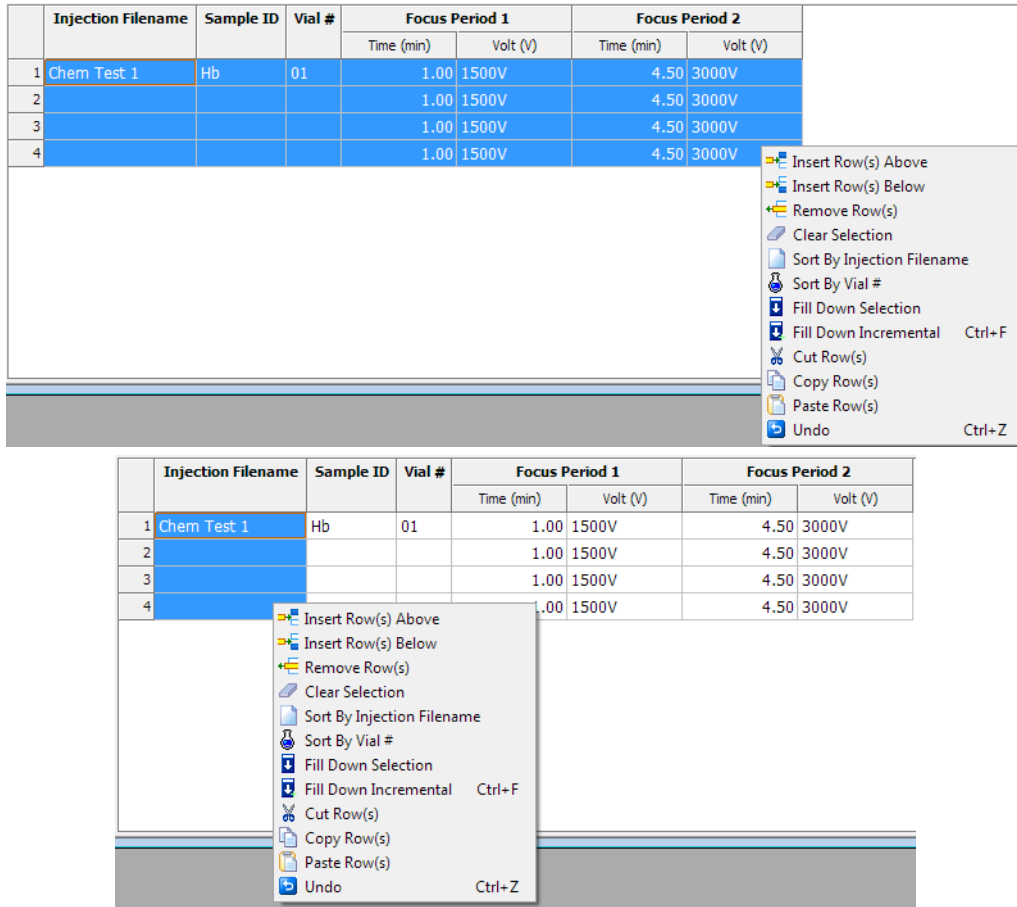 Injection Filename Sample ID Vial # Focus Period 1 Focus Period 2
Time (min) Volt (V) Time (min) Volt (V)
1 Chem Test 1 Hb 01 1.00 1500V 4.50 3000V
2 1.00 1500V 4.50 3000V
3 1.00 1500V 4.50 3000V
4 1.00 1500V 4.50 3000V
Insert Row(s) Above
Insert Row(s) Below
Remove Row(s)
Clear Selection
Sort By Injection Filename
Sort By Vial #
Fill Down Selection
Fill Down Incremental Ctrl+F
Cut Row(s)
Copy Row(s)
Paste Row(s)
Undo Ctrl+Z
Injection Filename Sample ID Vial # Focus Period 1 Focus Period 2
Time (min) Volt (V) Time (min) Volt (V)
1 Chem Test 1 Hb 01 1.00 1500V 4.50 3000V
2 1.00 1500V 4.50 3000V
3 1.00 1500V 4.50 3000V
4 .00 1500V 4.50 3000V
Insert Row(s) Above
Insert Row(s) Below
Remove Row(s)
Clear Selection
Sort By Injection Filename
Sort By Vial #
Fill Down Selection
Fill Down Incremental Ctrl+F
Cut Row(s)
Copy Row(s)
Paste Row(s)
Undo Ctrl+Z